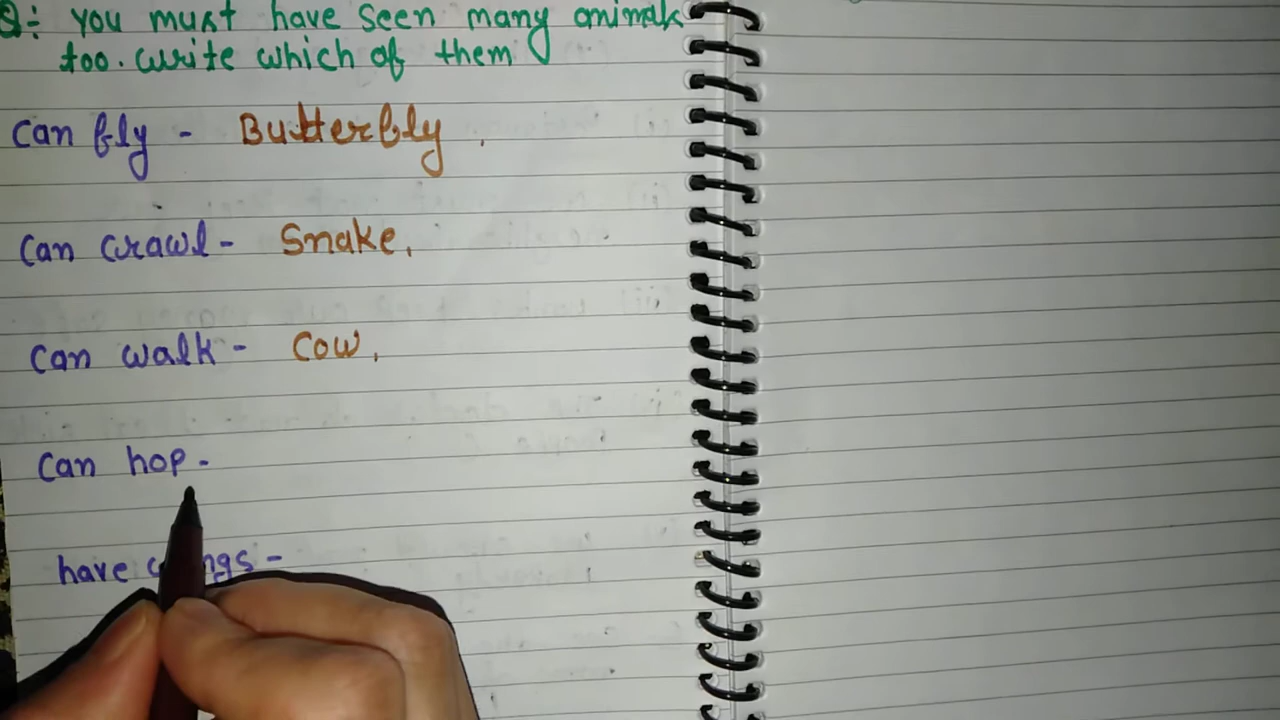 Q÷ you must have seen many animals
too. write which of them
can fly - Butterfly,
can crawl - Snake,
can walk - Cow,
can hop -
have -